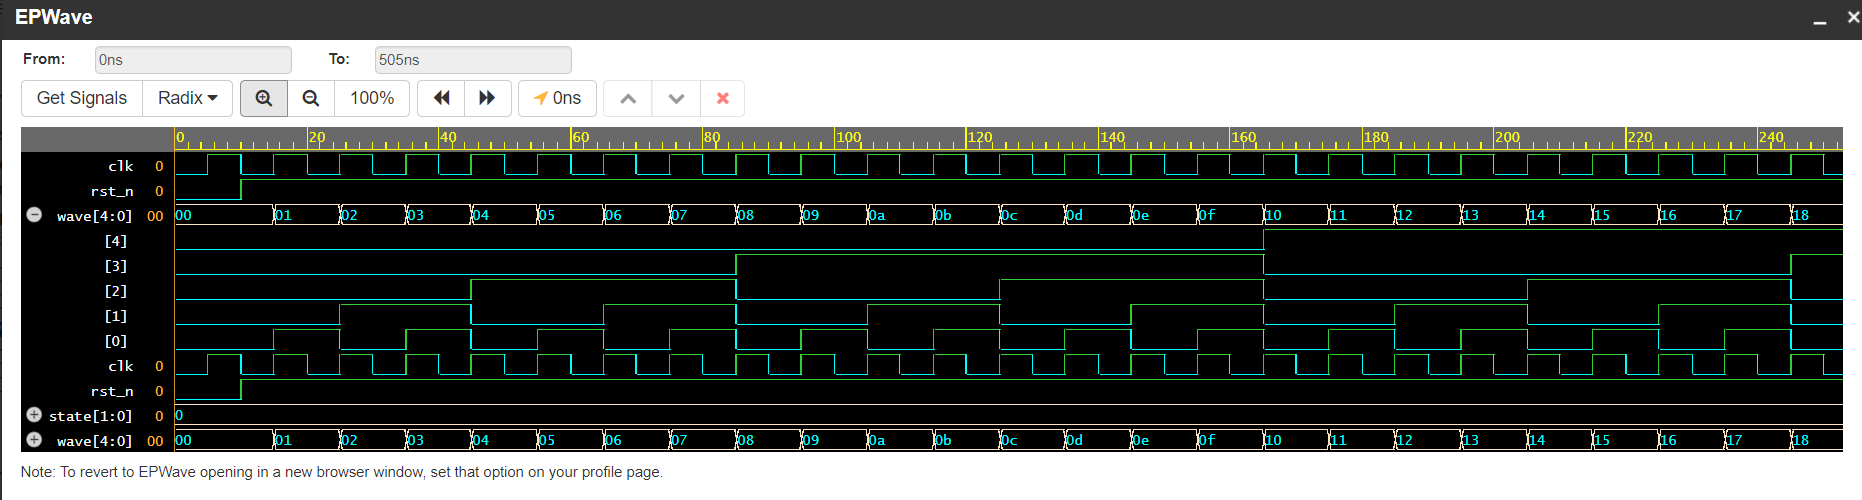 EPWave
From: 0ns To: 505ns
Get Signals Radix 100% 0ns
0 20 40 60 80 100 120 140 160 180 200 220 240
clk 0
rst_n 0
wave[4:0] 00 00 01 02 03 04 05 06 07 08 09 0a 0b 0c 0d 0e 0f 10 11 12 13 14 15 16 17 18
[4]
[3]
[2]
[1]
[0]
clk 0
rst_n 0
state[1:0] 0 0
wave[4:0] 00 00 01 02 03 04 05 06 07 08 09 0a 0b 0c 0d 0e 0f 10 11 12 13 14 15 16 17 18
Note: To revert to EPWave opening in a new browser window, set that option on your profile page.